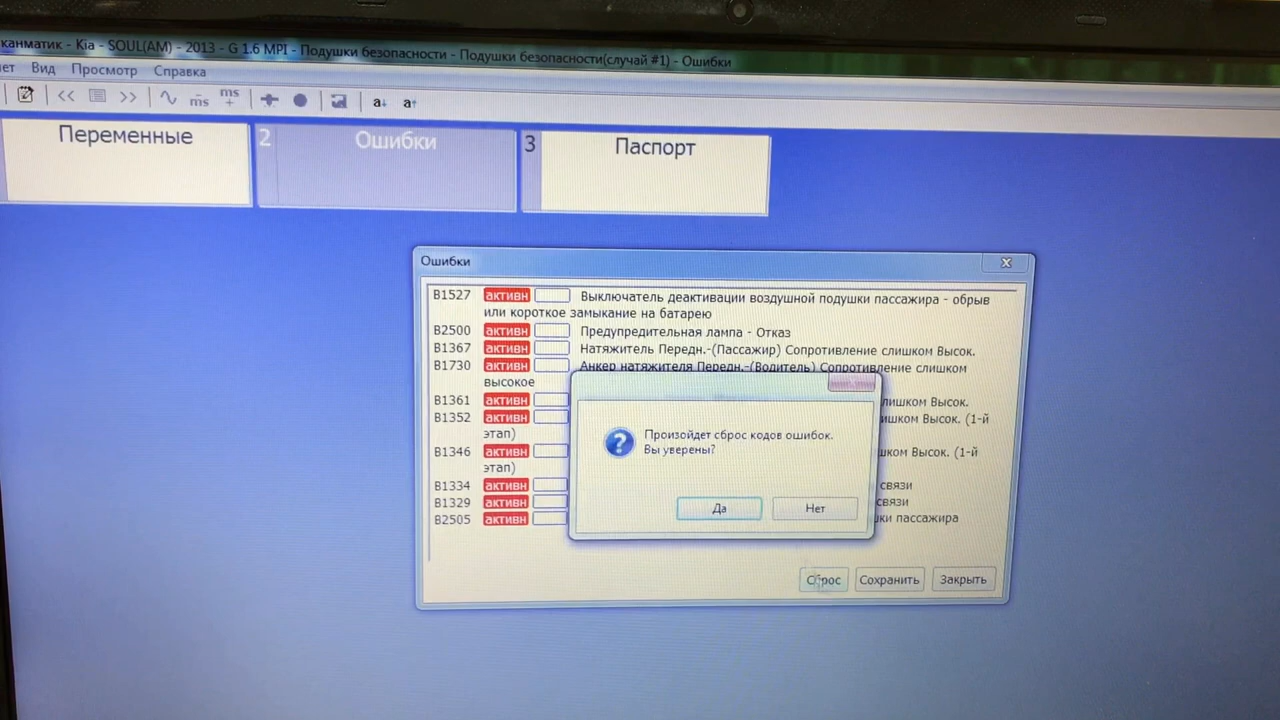 канматик - Kia - SOUL(AM) - 2013 - G 1.6 MPI - Подушки безопасности - Подушки безопасности(случай #1) - Ошибки
ет Вид Просмотр Справка
<< >> ms ms a↓ a↑
Переменные 2 Ошибки 3 Паспорт
Ошибки
B1527 активн Выключатель деактивации воздушной подушки пассажира - обрыв
или короткое замыкание на батарею
B2500 активн Предупредительная лампа - Отказ
B1367 активн Натяжитель Передн.-(Пассажир) Сопротивление слишком Высок.
B1730 активн Анкер натяжителя Передн.-(Водитель) Сопротивление слишком
высокое
B1361 активн лишком Высок.
B1352 активн ишком Высок. (1-й
этап)
B1346 активн шком Высок. (1-й
этап)
B1334 активн связи
B1329 активн связи
B2505 активн ки пассажира
Произойдет сброс кодов ошибок.
Вы уверены?
Да Нет
Сброс Сохранить Закрыть